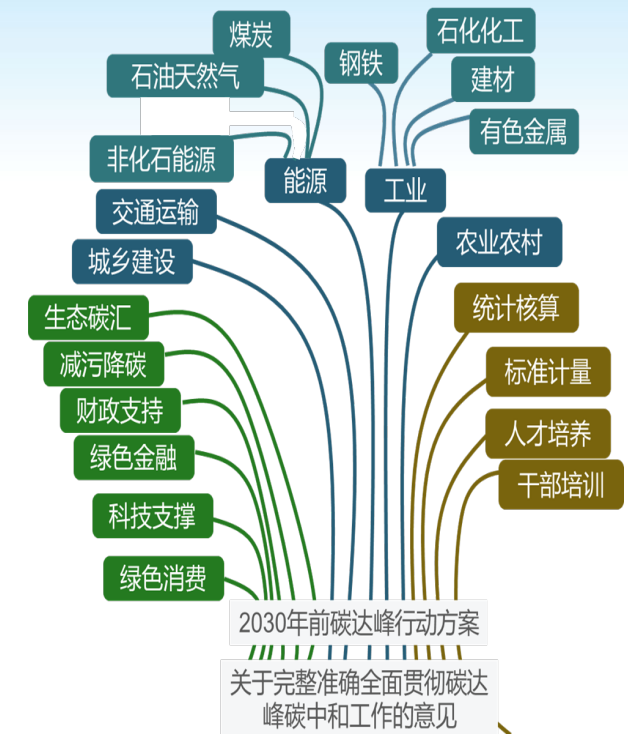 煤炭
石化化工
石油天然气
钢铁
建材
有色金属
非化石能源
能源
工业
交通运输
农业农村
城乡建设
生态碳汇
统计核算
减污降碳
标准计量
财政支持
人才培养
绿色金融
干部培训
科技支撑
绿色消费
2030年前碳达峰行动方案
关于完整准确全面贯彻碳达
峰碳中和工作的意见